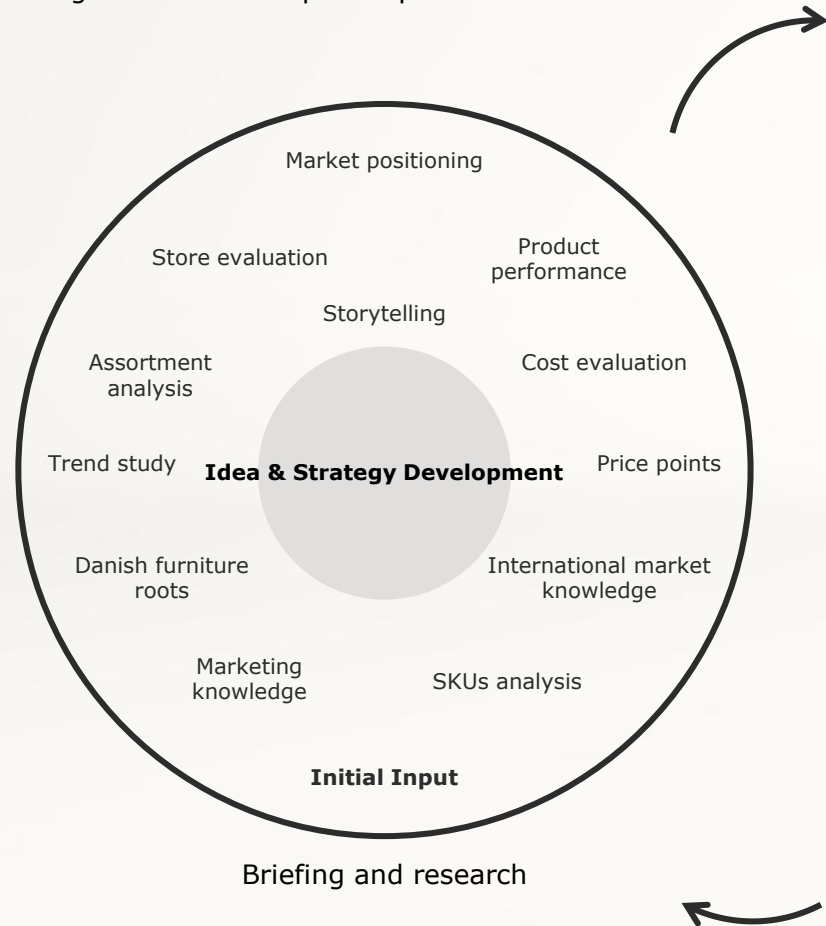 Market positioning
Store evaluation
Product
performance
Storytelling
Assortment
analysis
Cost evaluation
Trend study
Idea & Strategy Development
Price points
Danish furniture
roots
International market
knowledge
Marketing
knowledge
SKUs analysis
Initial Input
Briefing and research